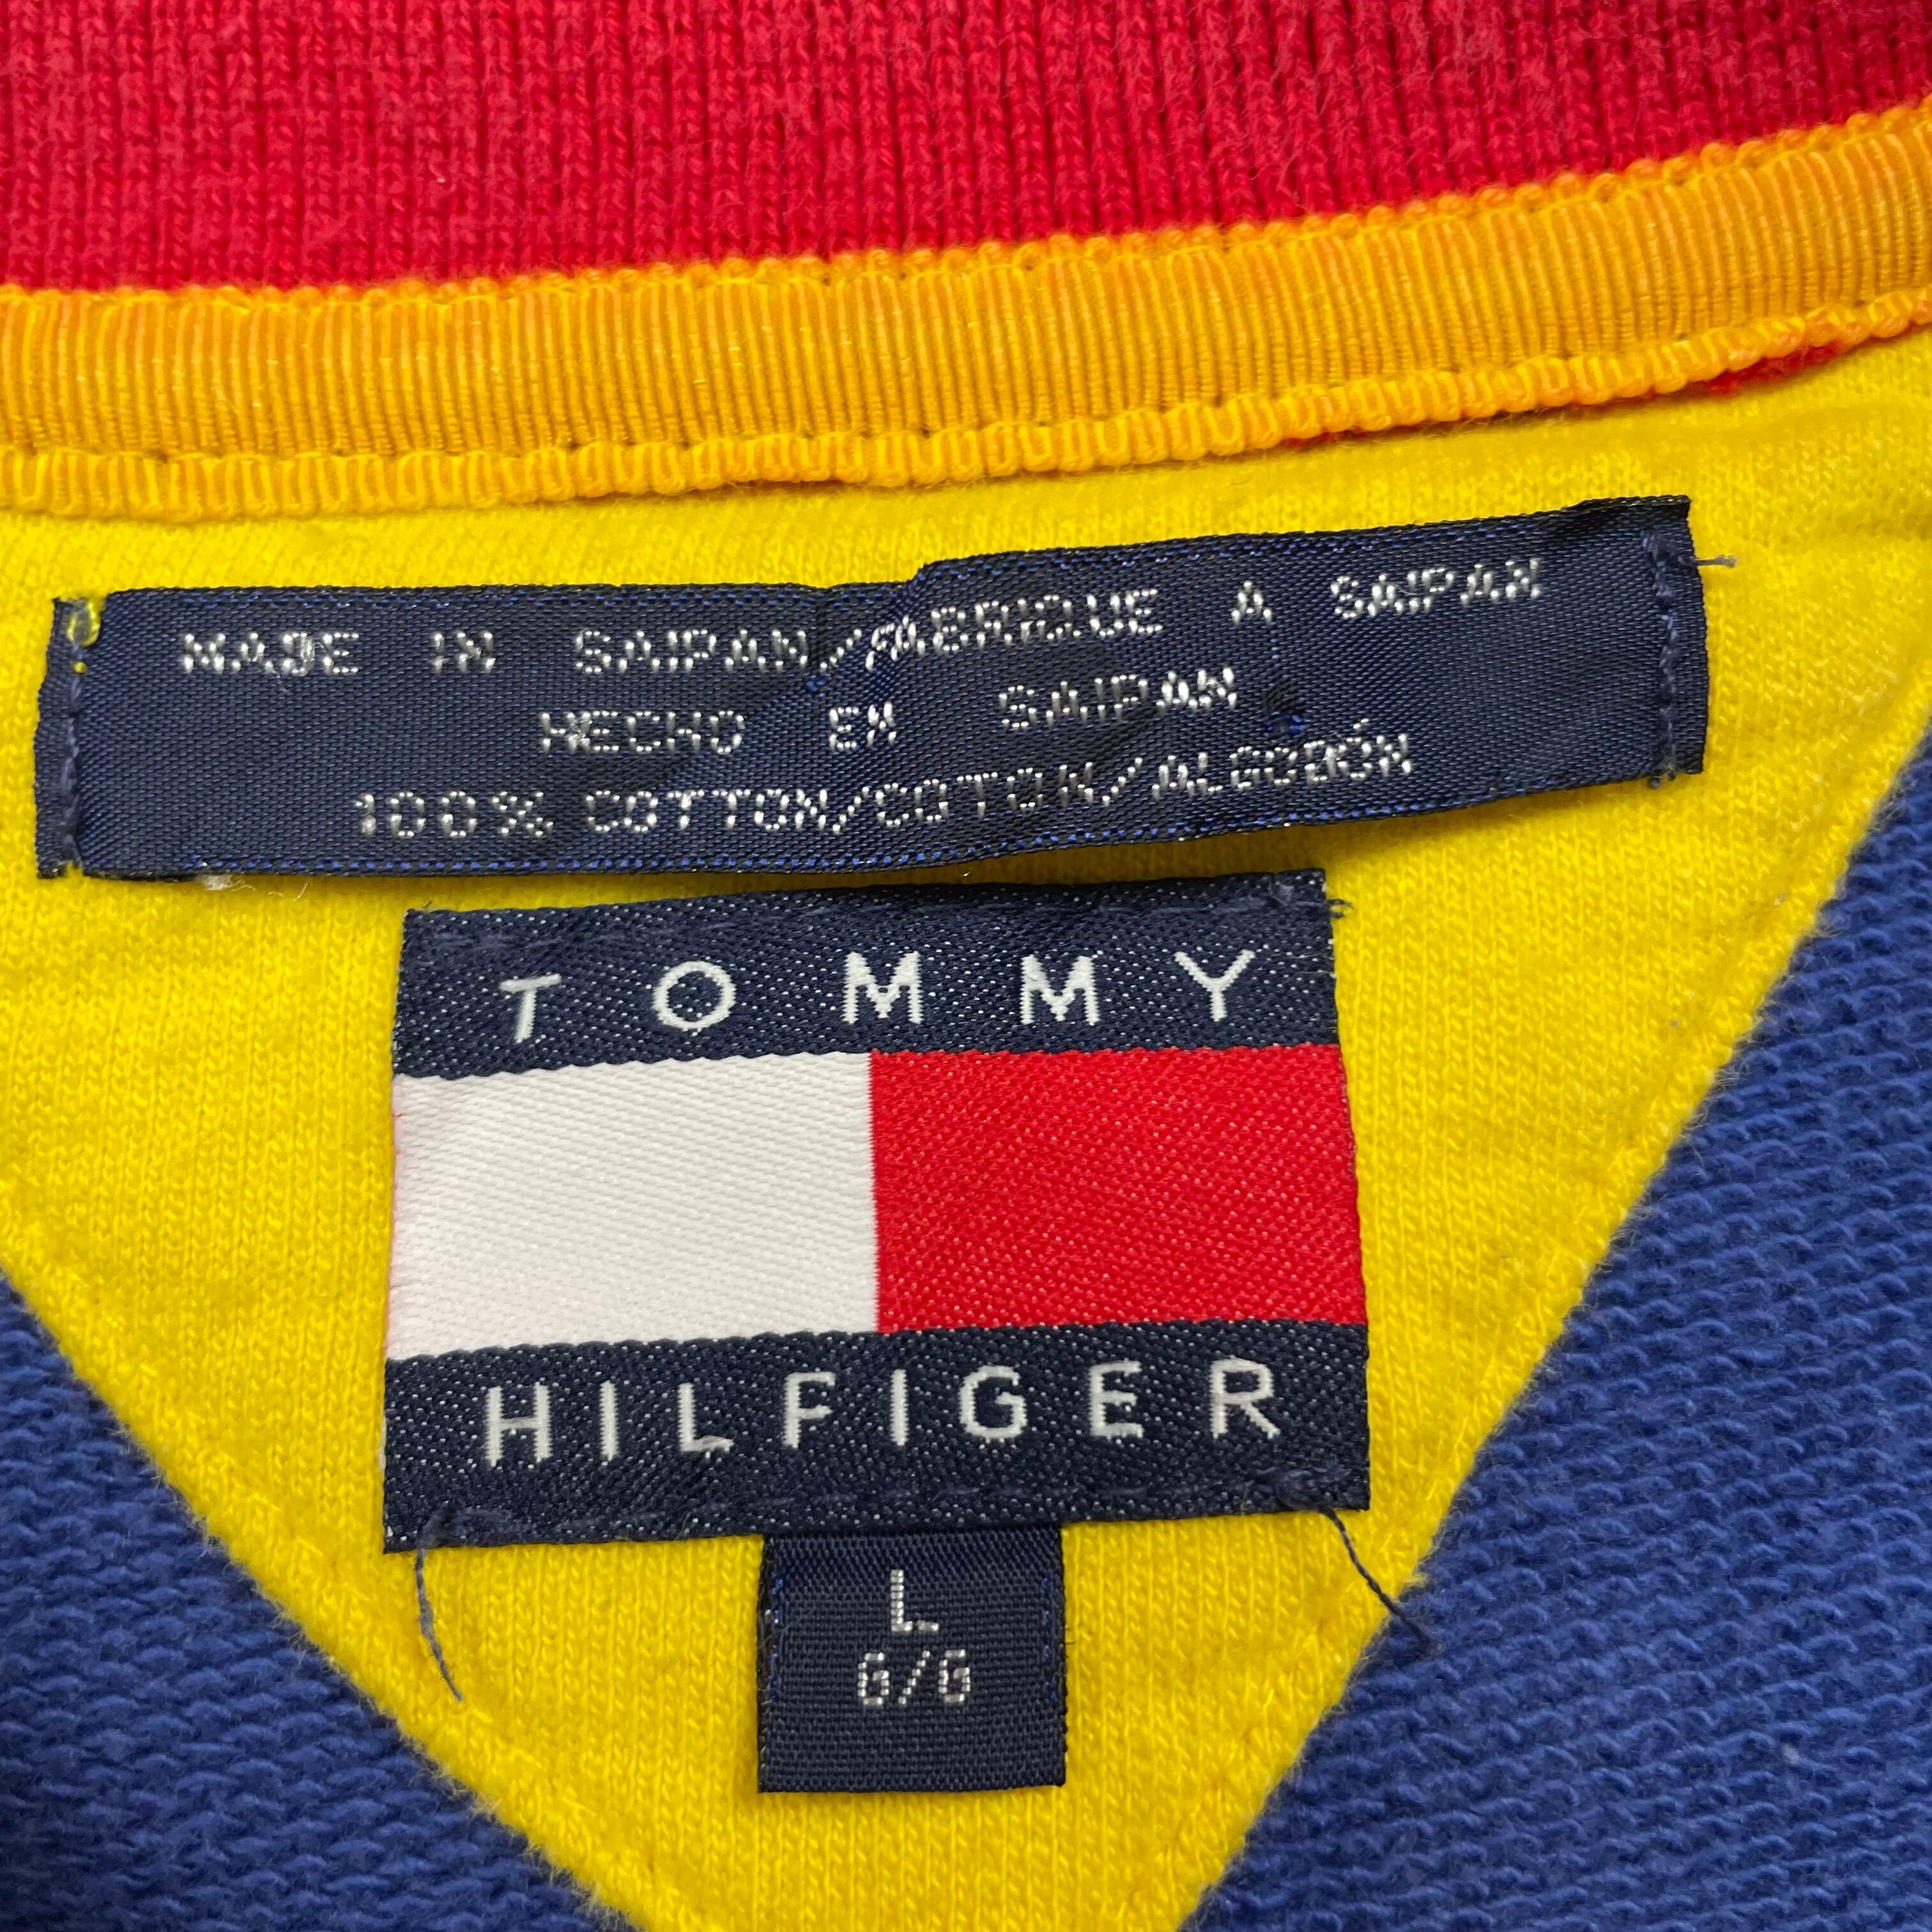 MADE IN SAIPAN/FABRIQUE A SAIPAN
HECHO EN SAIPAN
100% COTTON/COTON/ALGODÓN
TOMMY
HILFIGER
L
G/G